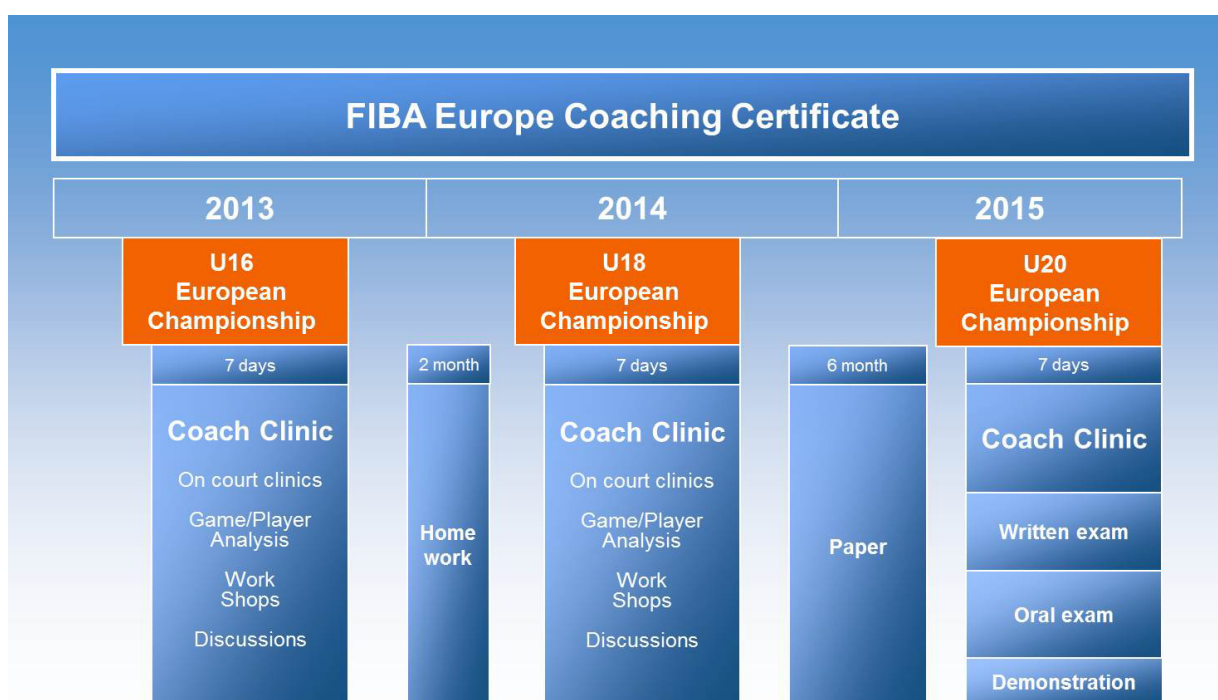 FIBA Europe Coaching Certificate
2013
2014
2015
U16
European
Championship
U18
European
Championship
U20
European
Championship
7 days
2 month
7 days
6 month
7 days
Coach Clinic
On court clinics
Game/Player
Analysis
Work
Shops
Discussions
Home
work
Coach Clinic
On court clinics
Game/Player
Analysis
Work
Shops
Discussions
Paper
Coach Clinic
Written exam
Oral exam
Demonstration